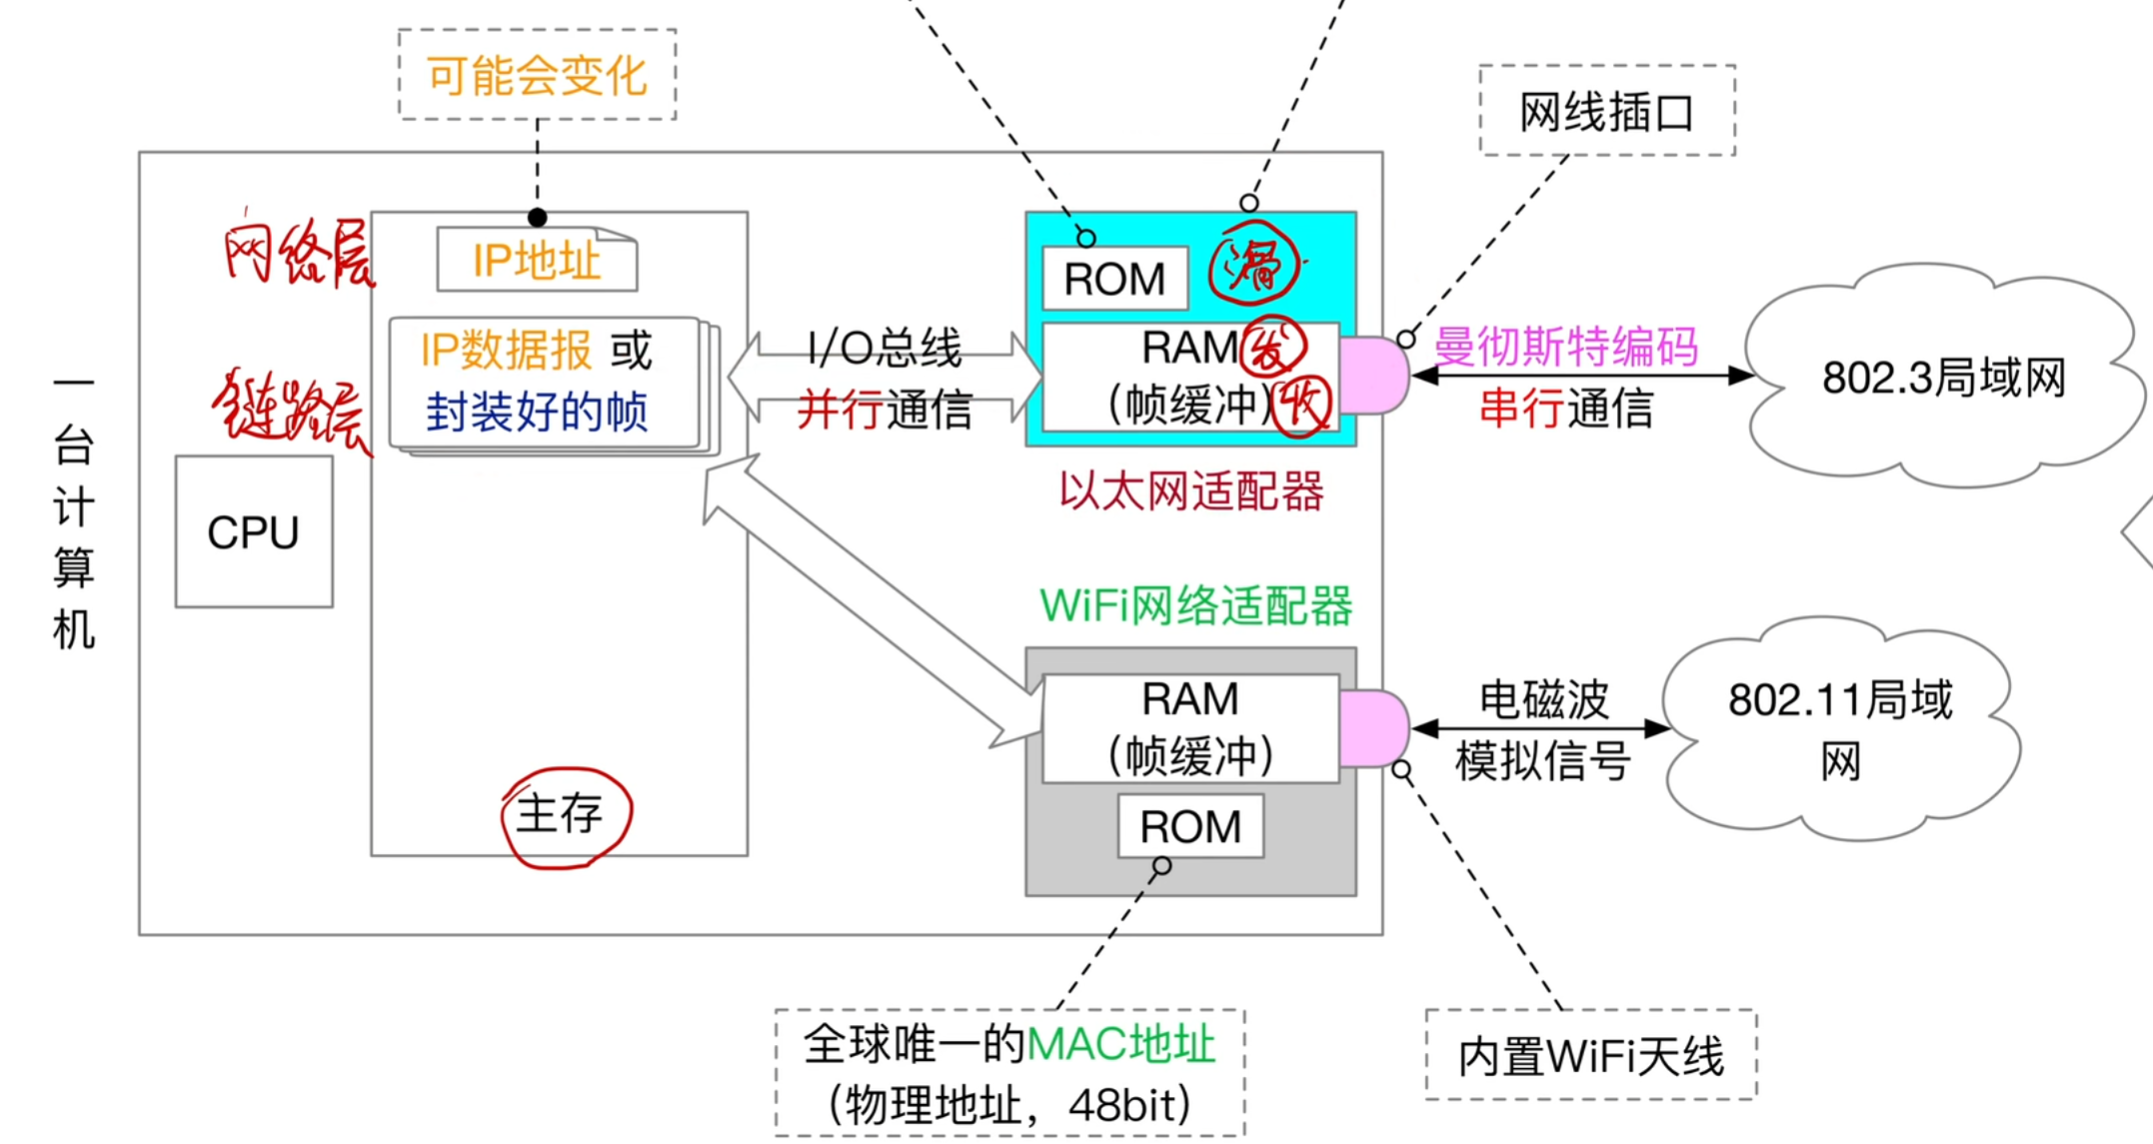 可能会变化
网线插口
网络层
IP地址
ROM
IP数据报 或
封装好的帧
链路层
I/O总线
并行通信
RAM 发
(帧缓冲) 收
曼彻斯特编码
串行通信
802.3局域网
以太网适配器
一台计算机
CPU
WiFi网络适配器
RAM
(帧缓冲)
ROM
电磁波
模拟信号
802.11局域
网
主存
全球唯一的MAC地址
(物理地址，48bit)
内置WiFi天线